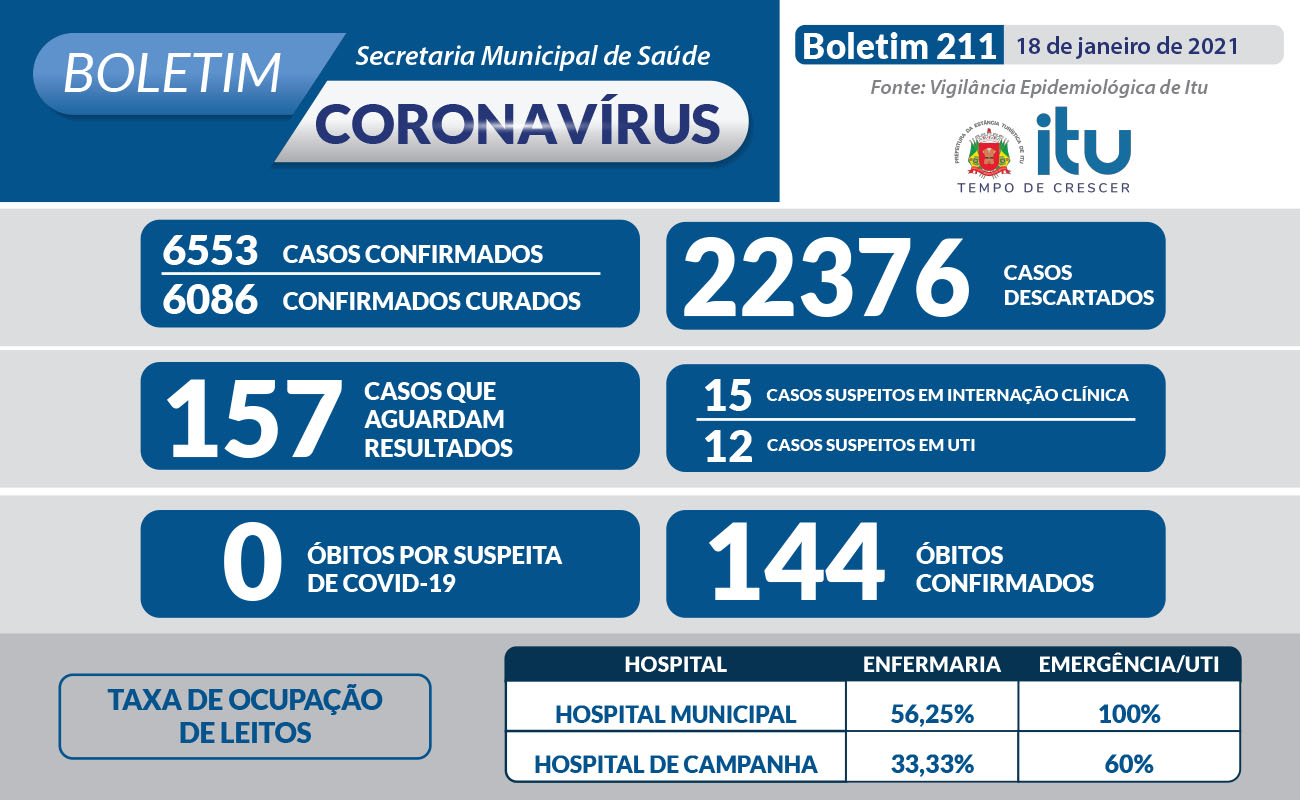 BOLETIM
Secretaria Municipal de Saúde
CORONAVÍRUS
Boletim 211
18 de janeiro de 2021
Fonte: Vigilância Epidemiológica de Itu
PREFEITURA DA ESTÂNCIA TURÍSTICA DE ITU
itu
TEMPO DE CRESCER
6553 CASOS CONFIRMADOS
6086 CONFIRMADOS CURADOS
22376
CASOS
DESCARTADOS
157
CASOS QUE
AGUARDAM
RESULTADOS
15 CASOS SUSPEITOS EM INTERNAÇÃO CLÍNICA
12 CASOS SUSPEITOS EM UTI
0
ÓBITOS POR SUSPEITA
DE COVID-19
144
ÓBITOS
CONFIRMADOS
TAXA DE OCUPAÇÃO
DE LEITOS
HOSPITAL ENFERMARIA EMERGÊNCIA/UTI
HOSPITAL MUNICIPAL 56,25% 100%
HOSPITAL DE CAMPANHA 33,33% 60%